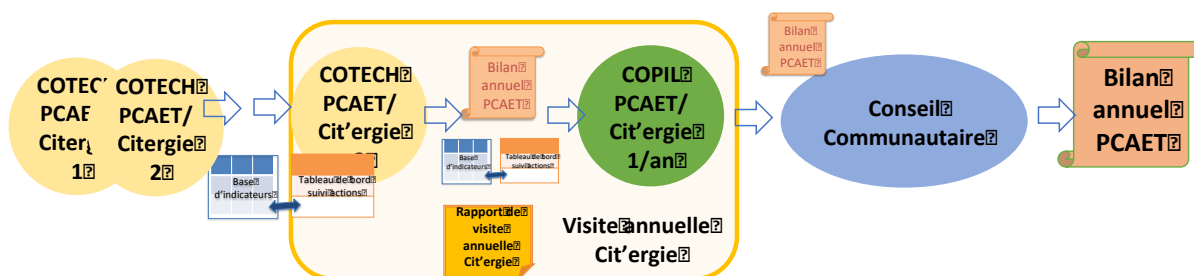 COTECH
PCAET/
Citergie
1
COTECH
PCAET/
Citergie
2
Base
d'indicateurs
Tableau de bord
suivi actions
COTECH
PCAET/
Cit'ergie
Bilan
annuel
PCAET
Base
d'indicateurs
Tableau de bord
suivi actions
Rapport de
visite
annuelle
Cit'ergie
COPIL
PCAET/
Cit'ergie
1/an
Visite annuelle
Cit'ergie
Bilan
annuel
PCAET
Conseil
Communautaire
Bilan
annuel
PCAET